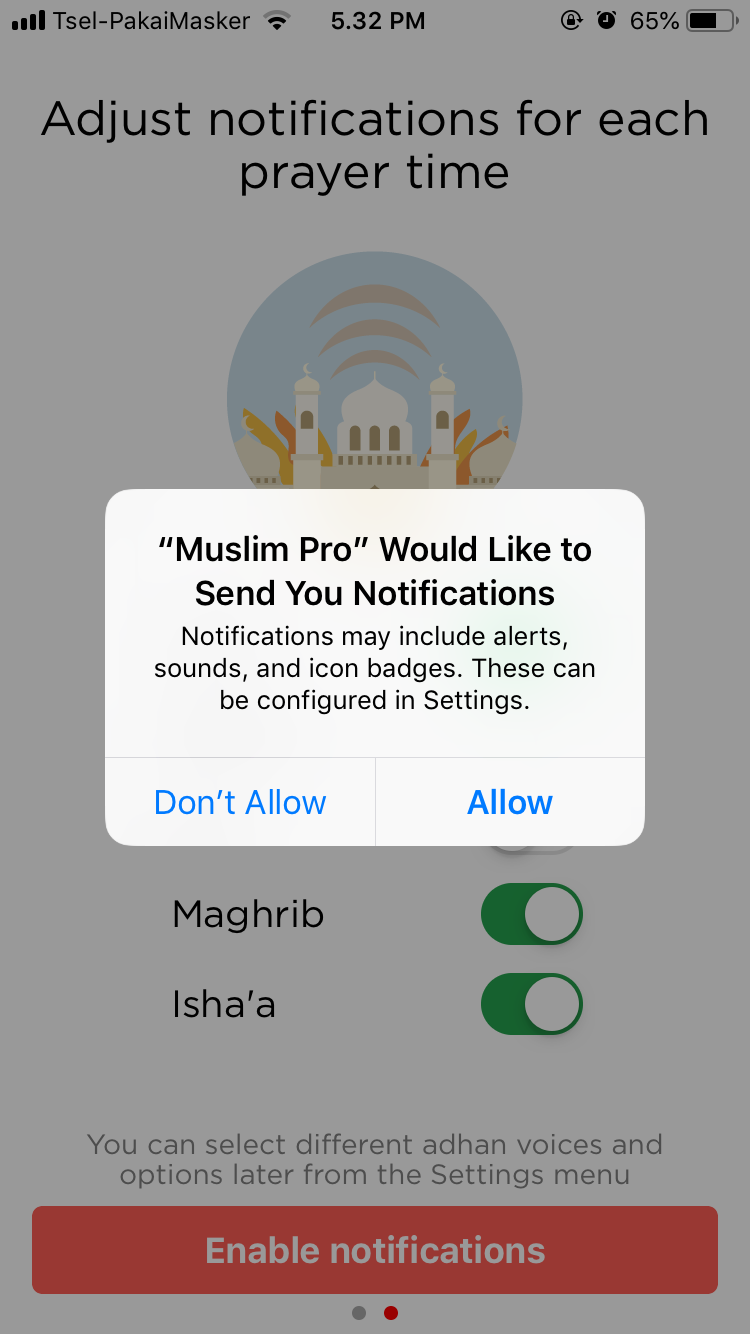 Tsel-PakaiMasker 5.32 PM 65%
Adjust notifications for each
prayer time
“Muslim Pro” Would Like to
Send You Notifications
Notifications may include alerts,
sounds, and icon badges. These can
be configured in Settings.
Don’t Allow Allow
Maghrib
Isha'a
You can select different adhan voices and
options later from the Settings menu
Enable notifications